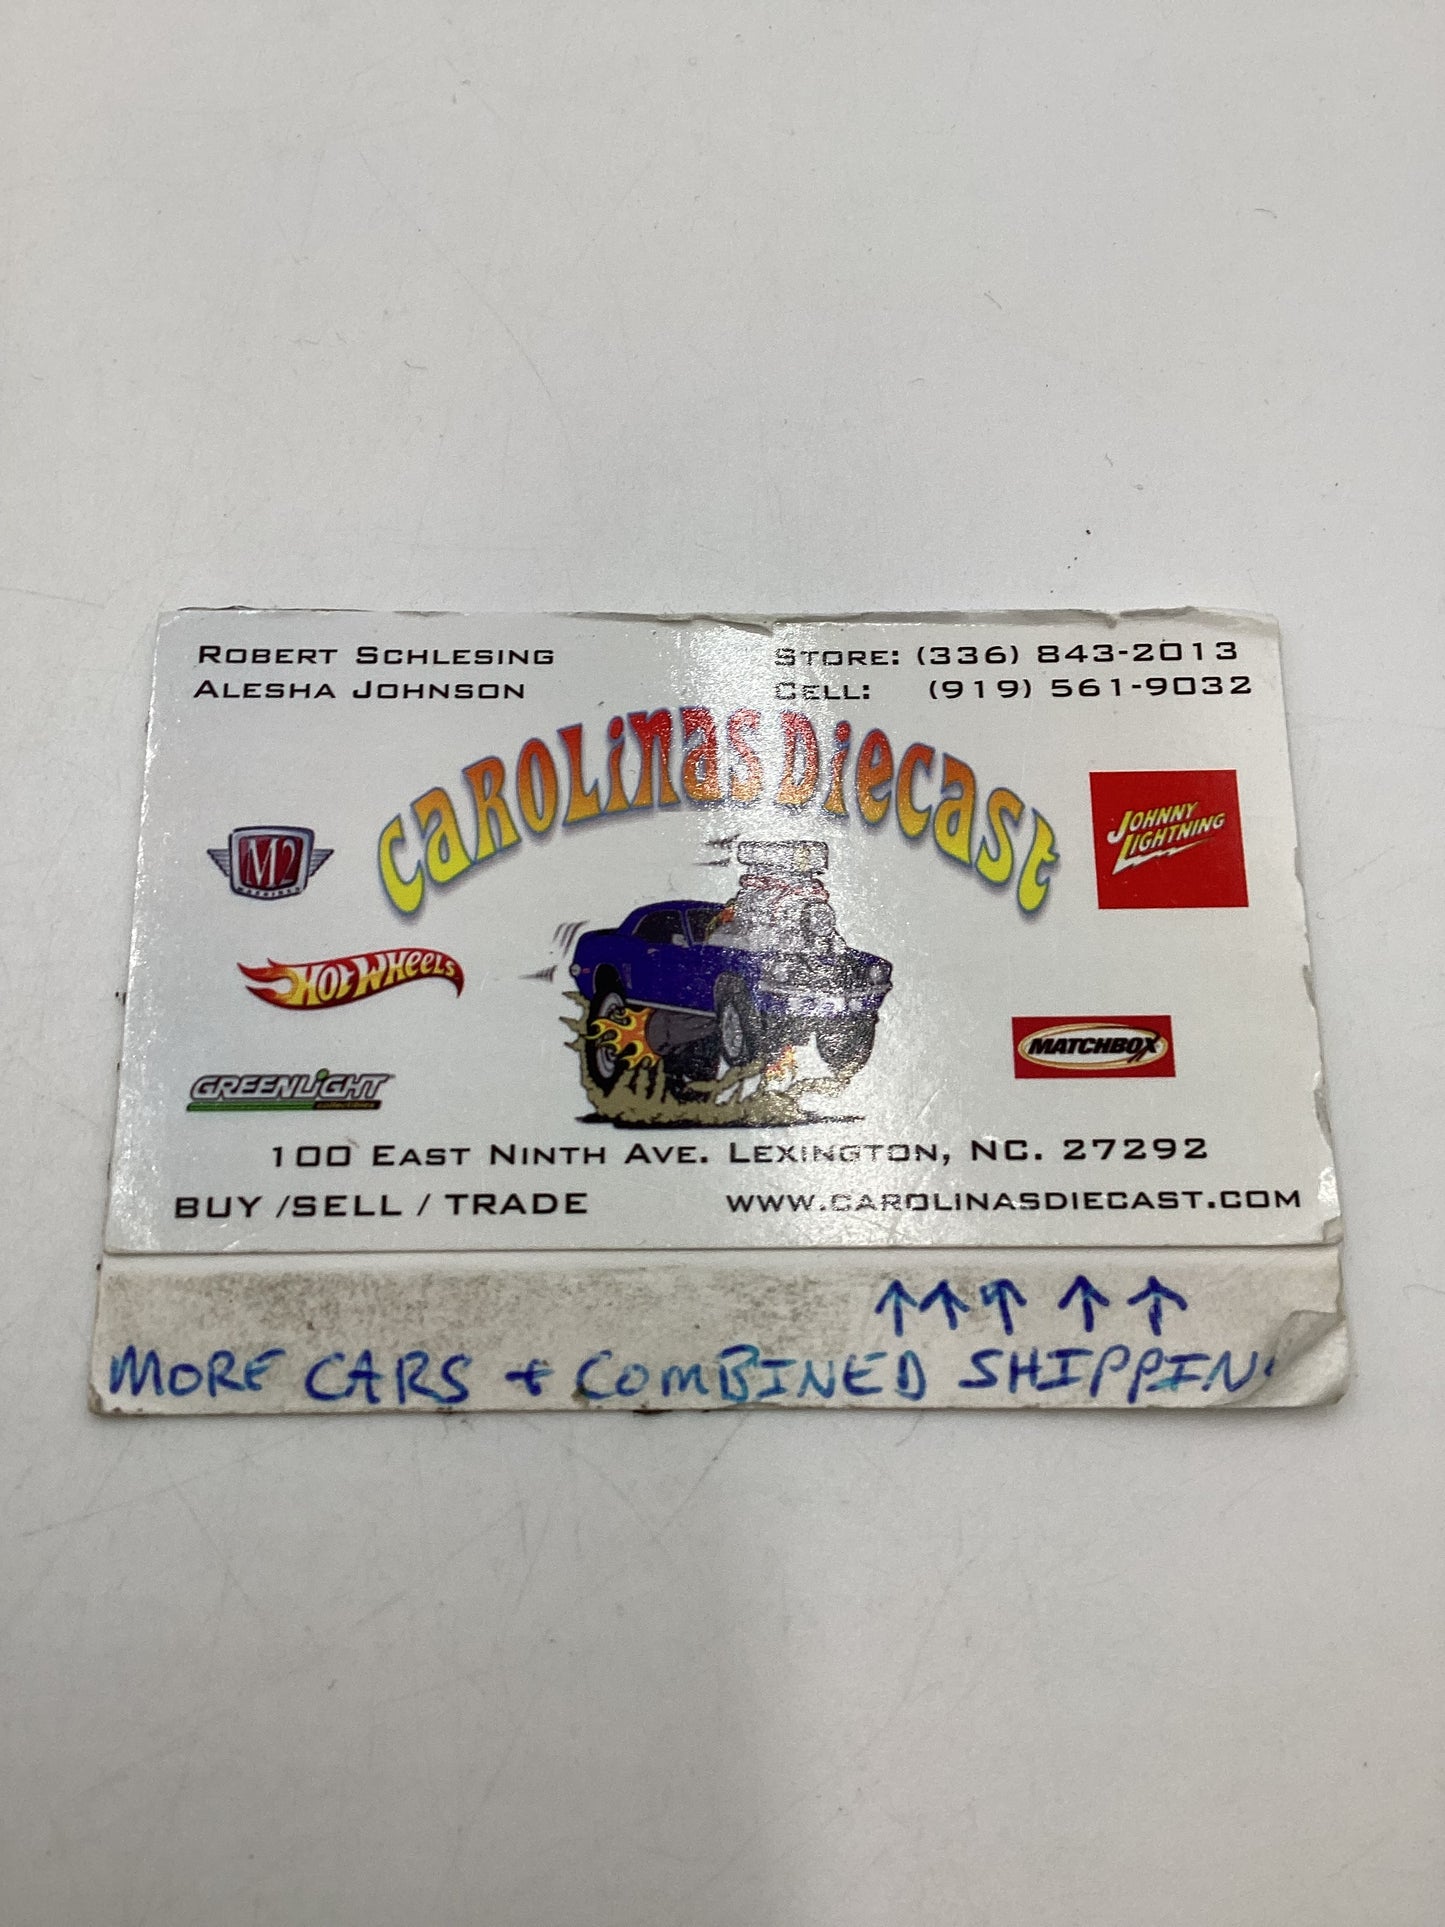 ROBERT SCHLESING
ALESHA JOHNSON
STORE: (336) 843-2013
CELL: (919) 561-9032
CAROLiNAS DiECAST
M2
MACHINES
JOHNNY
LIGHTNING
HOT WHEELS
MATCHBOX
GREENLiGHT
collectibles
100 EAST NINTH AVE. LEXINGTON, NC. 27292
BUY /SELL / TRADE
WWW.CAROLINASDIECAST.COM
↑↑↑↑↑
MORE CARS + COMBINED SHIPPIN